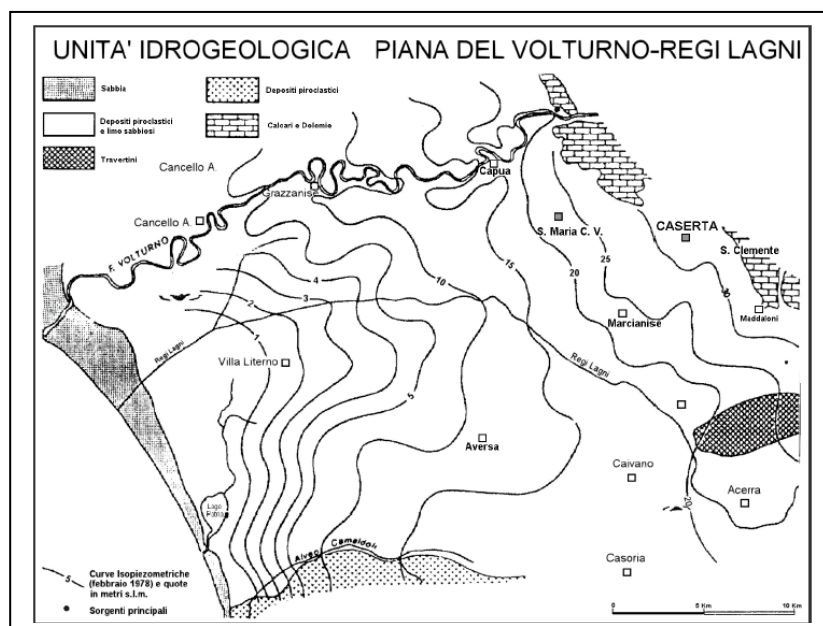 UNITA' IDROGEOLOGICA PIANA DEL VOLTURNO-REGI LAGNI
Sabbia
Depositi piroclastici
Depositi piroclastici
e limo sabbiosi
Calcari e Dolomie
Travertini
Cancello A.
Capua
Grazzanise
Cancello A.
S. Maria C. V.
CASERTA
S. Clemente
F. VOLTURNO
4
10
15
20
25
30
3
2
1
Maddaloni
Marcianise
Regi Lagni
Villa Literno
Regi Lagni
5
Aversa
Caivano
Acerra
20
Lago
Patria
Alveo Camaldoli
Casoria
5
Curve Isopiezometriche
(febbraio 1978) e quote
in metri s.l.m.
Sorgenti principali
0 5 Km 10 Km